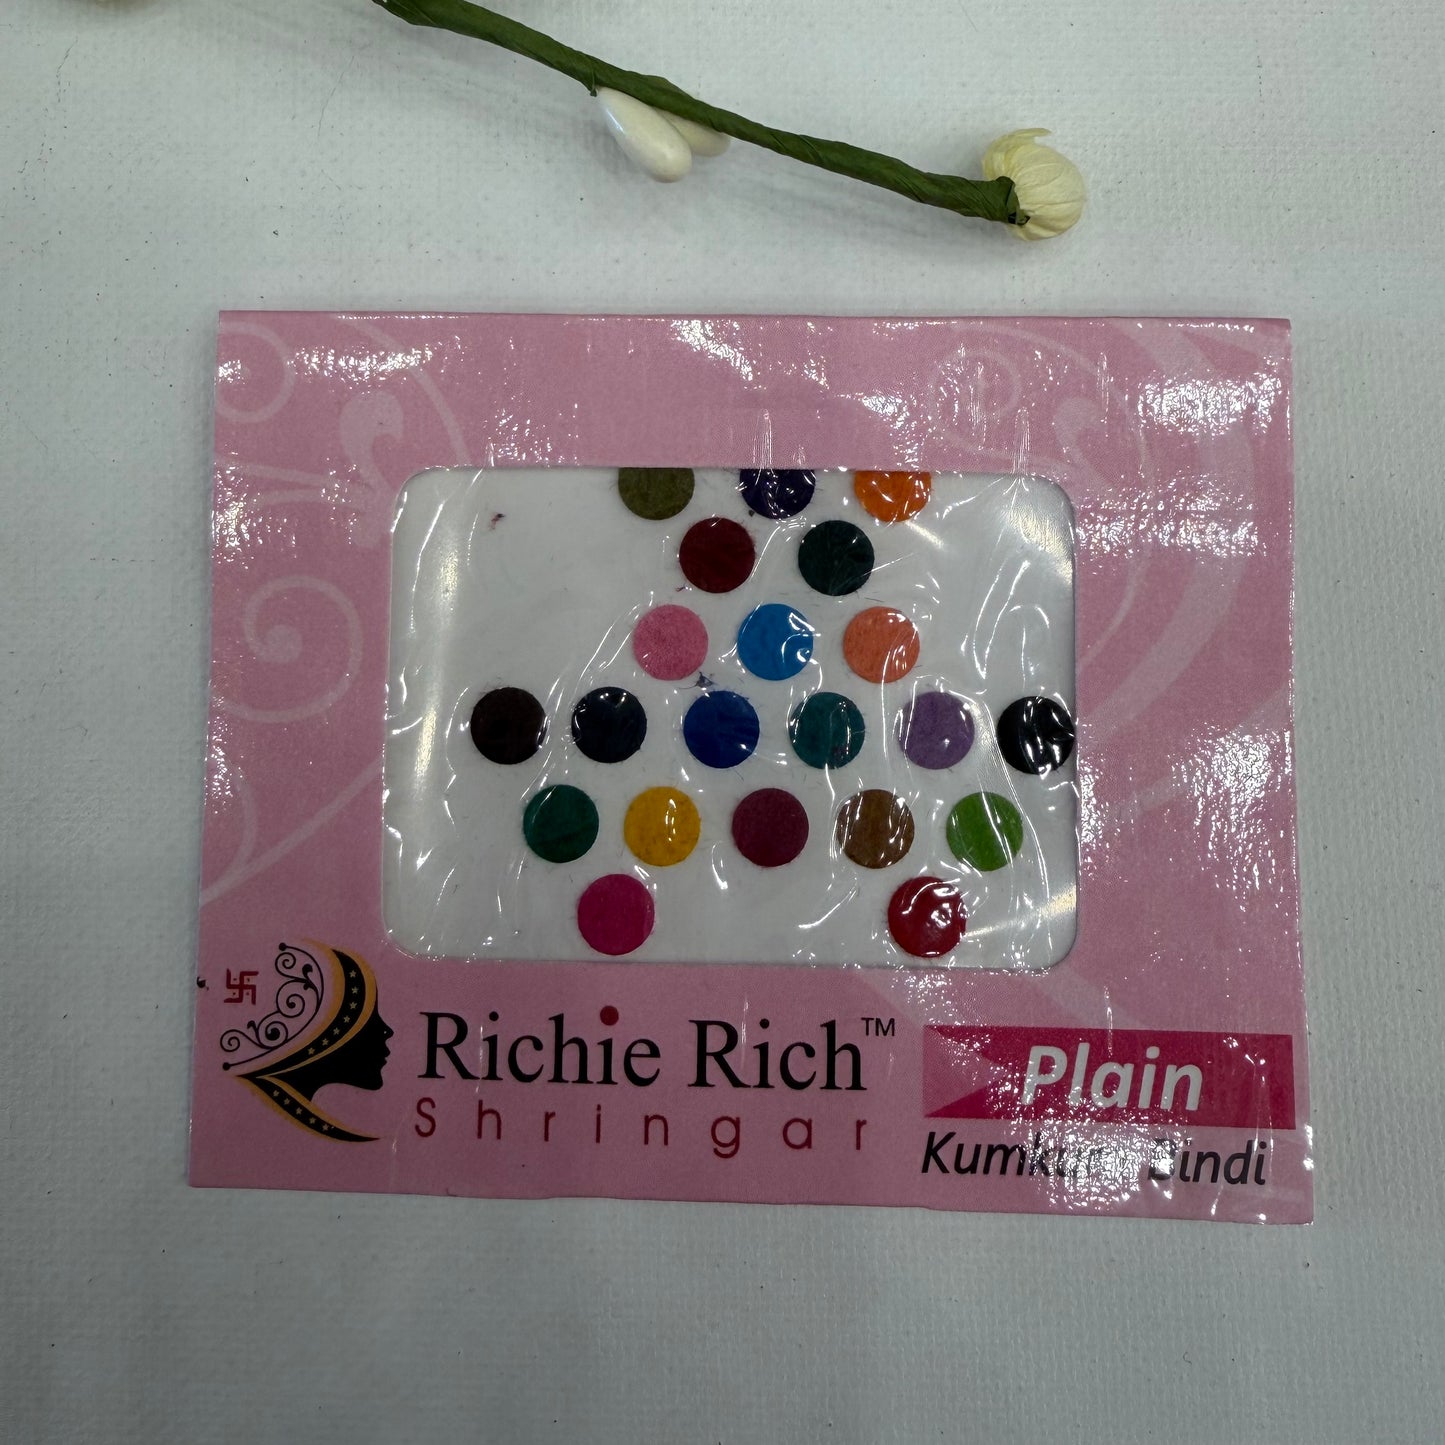 Richie Rich™
Shringar
Plain
Kumkum Bindi